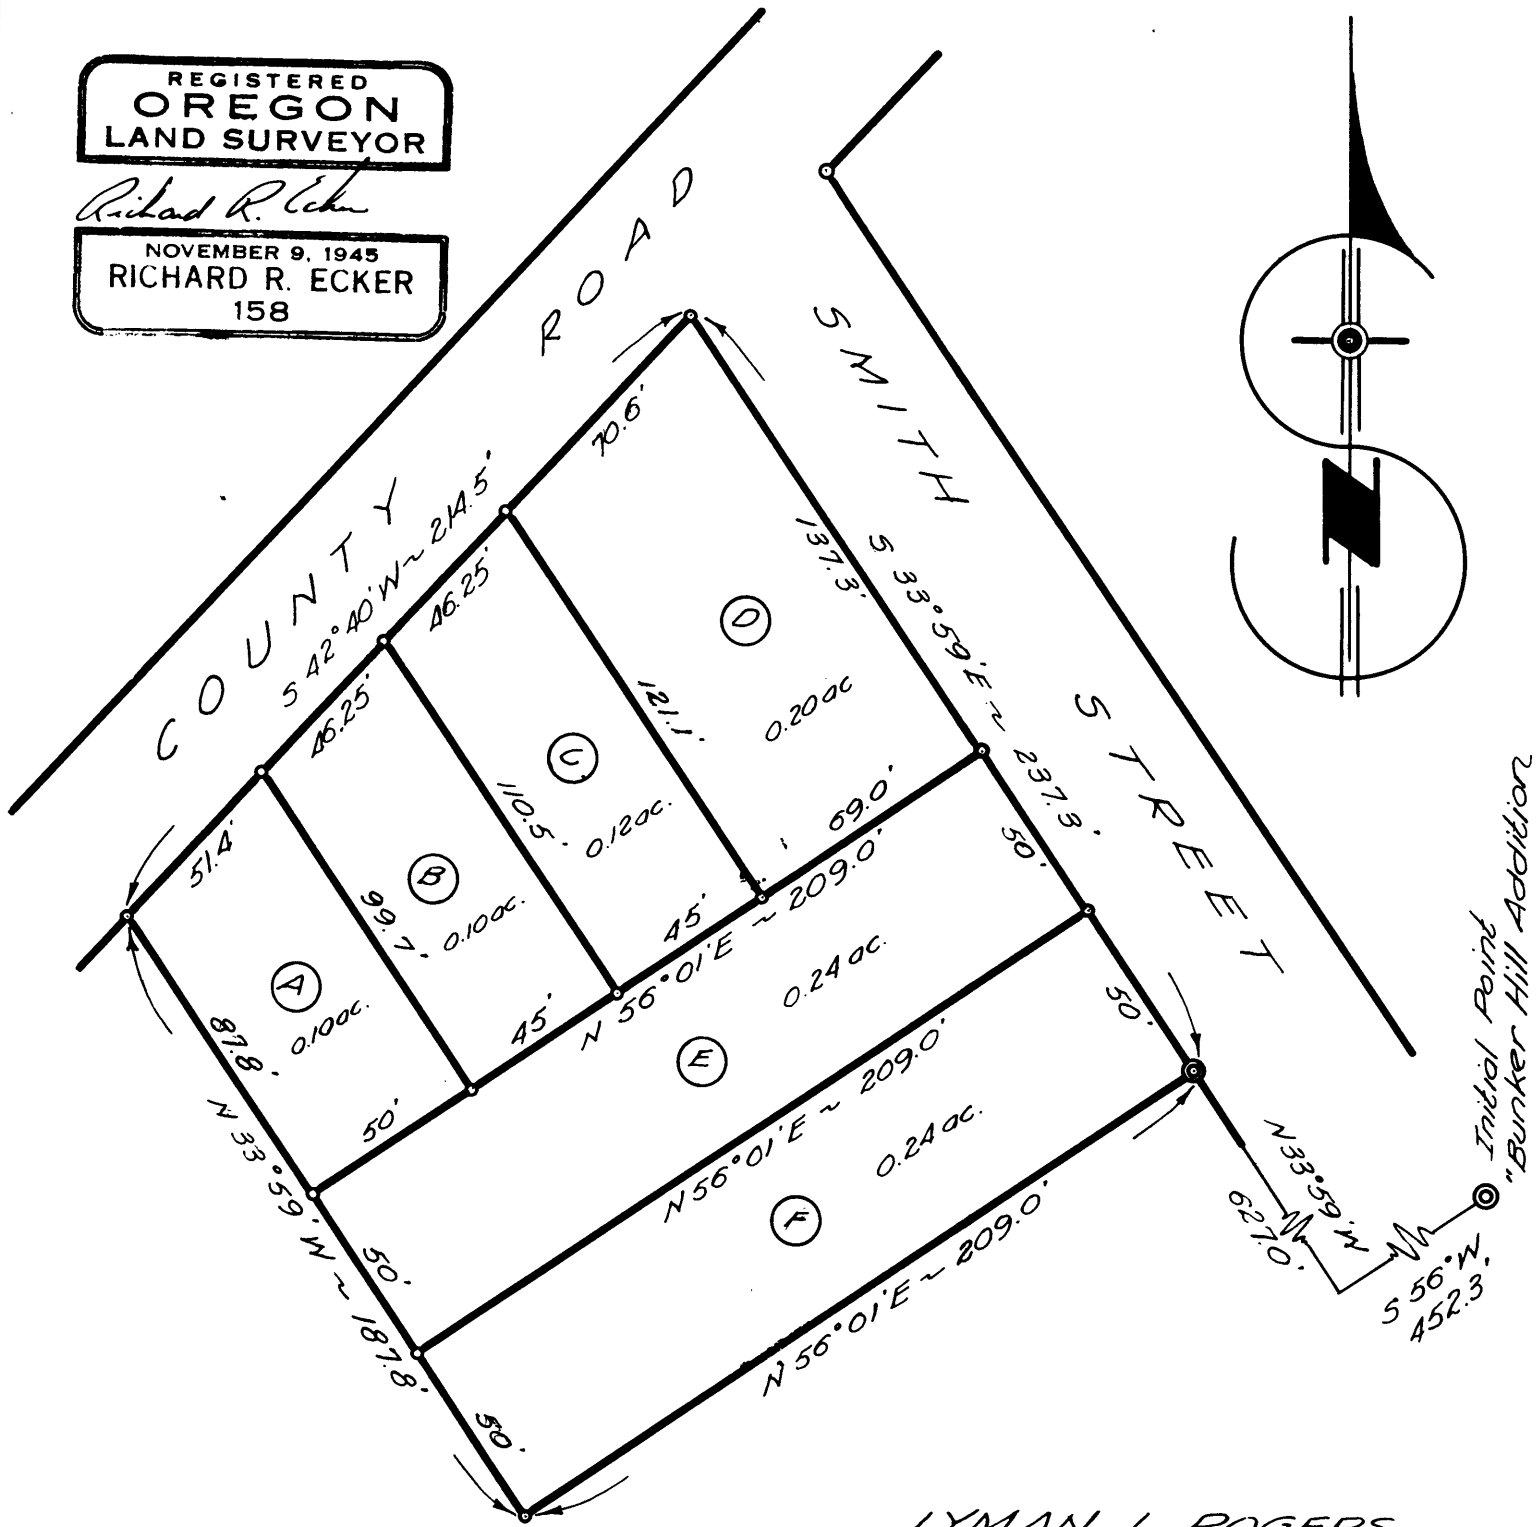 REGISTERED
OREGON
LAND SURVEYOR
Richard R. Ecker
NOVEMBER 9, 1945
RICHARD R. ECKER
158
COUNTY ROAD
SMITH STREET
N
S 42°40'W ~ 214.5'
70.6'
46.25'
46.25'
51.4'
137.3'
S 33°59'E ~ 237.3'
121.1'
110.5'
99.7'
87.8'
D
0.20 ac
C
0.12 ac.
B
0.10 ac.
A
0.10 ac.
69.0'
45'
45'
50'
N 56°01'E ~ 209.0'
50'
50'
E
0.24 ac.
N 56°01'E ~ 209.0'
F
0.24 ac.
N 56°01'E ~ 209.0'
N 33°59'W ~ 187.8'
50'
50'
N 33°59'W
627.0'
S 56°W,
452.3'
Initial Point
"Bunker Hill Addition
LYMAN L. ROGERS